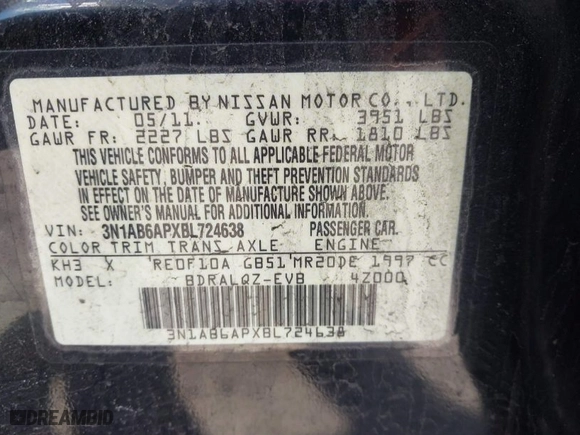 MANUFACTURED BY NISSAN MOTOR CO., LTD.
DATE: 05/11 GVWR: 3951 LBS
GAWR FR: 2227 LBS GAWR RR: 1810 LBS
THIS VEHICLE CONFORMS TO ALL APPLICABLE FEDERAL MOTOR
VEHICLE SAFETY, BUMPER AND THEFT PREVENTION STANDARDS
IN EFFECT ON THE DATE OF MANUFACTURE SHOWN ABOVE.
SEE OWNER'S MANUAL FOR ADDITIONAL INFORMATION.
VIN: 3N1AB6APXBL724638 PASSENGER CAR.
COLOR TRIM TRANS AXLE ENGINE
KH3 X RE0F10A GB51 MR20DE 1997 CC
MODEL: BDRALQZ-EVB 4Z000
3N1AB6APXBL724638
DREAMBID